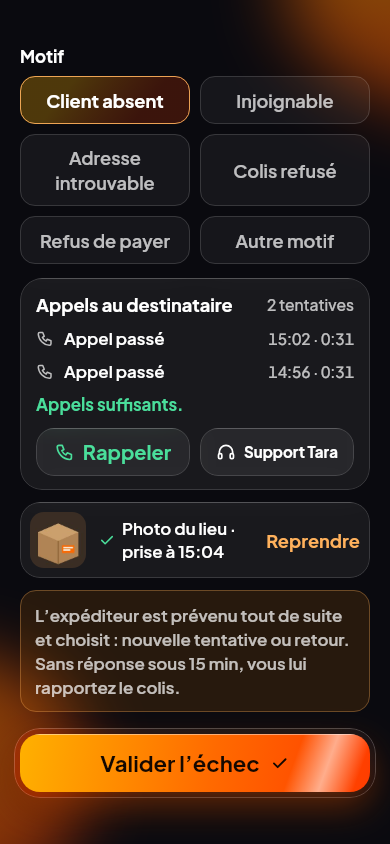 Motif
Client absent
Injoignable
Adresse
introuvable
Colis refusé
Refus de payer
Autre motif
Appels au destinataire
2 tentatives
Appel passé
15:02 · 0:31
Appel passé
14:56 · 0:31
Appels suffisants.
Rappeler
Support Tara
Photo du lieu ·
prise à 15:04
Reprendre
L’expéditeur est prévenu tout de suite
et choisit : nouvelle tentative ou retour.
Sans réponse sous 15 min, vous lui
rapportez le colis.
Valider l’échec